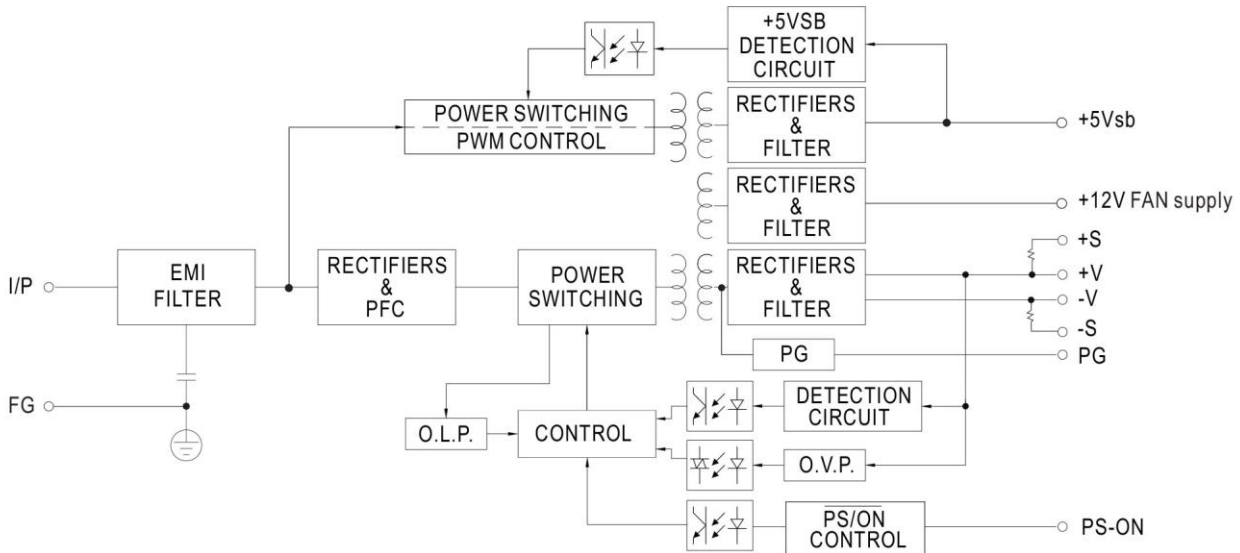 +5VSB
DETECTION
CIRCUIT
POWER SWITCHING
PWM CONTROL
RECTIFIERS
&
FILTER
+5Vsb
RECTIFIERS
&
FILTER
+12V FAN supply
I/P
EMI
FILTER
RECTIFIERS
&
PFC
POWER
SWITCHING
RECTIFIERS
&
FILTER
+S
+V
-V
-S
PG
PG
FG
O.L.P.
CONTROL
DETECTION
CIRCUIT
O.V.P.
PS/ON
CONTROL
PS-ON